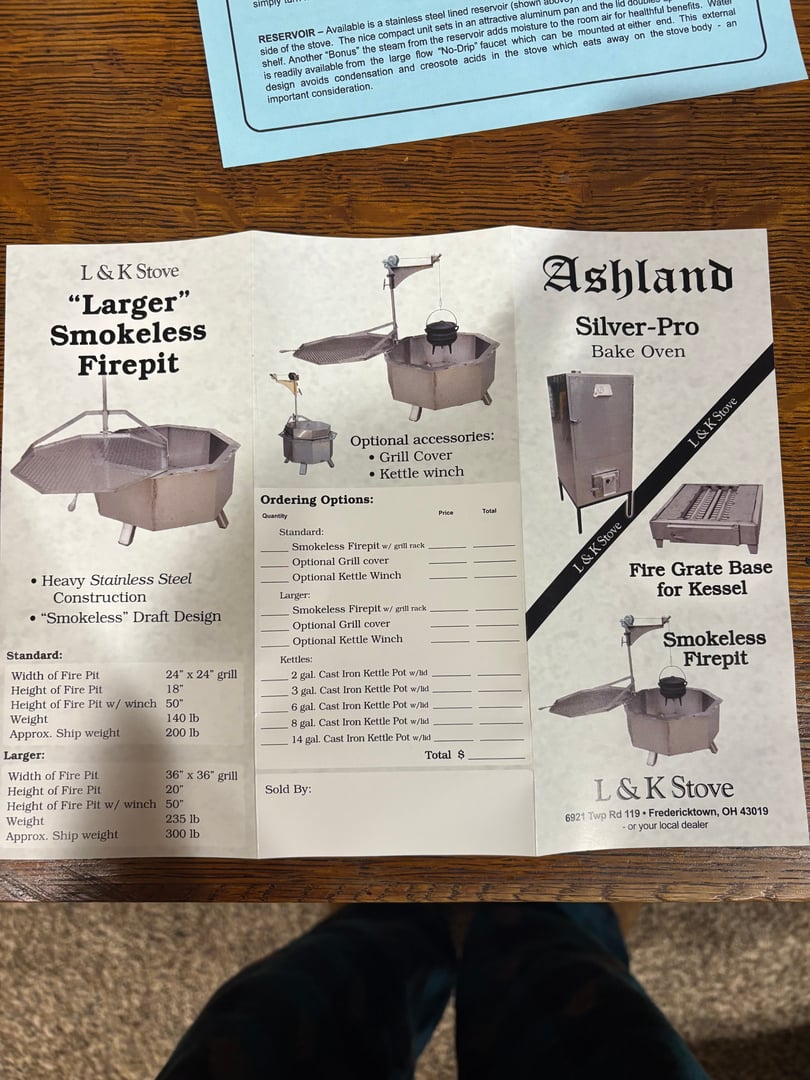 simply
RESERVOIR – Available is a stainless steel lined reservoir (shown above)
side of the stove. The nice compact unit sets in an attractive aluminum pan and the lid doubles
shelf. Another "Bonus" the steam from the reservoir adds moisture to the room air for healthful benefits. Water
is readily available from the large flow "No-Drip" faucet which can be mounted at either end. This external
design avoids condensation and creosote acids in the stove which eats away on the stove body - an
important consideration.
L & K Stove
"Larger"
Smokeless
Firepit
• Heavy Stainless Steel
Construction
• "Smokeless" Draft Design
Standard:
Width of Fire Pit 24" x 24" grill
Height of Fire Pit 18"
Height of Fire Pit w/ winch 50"
Weight 140 lb
Approx. Ship weight 200 lb
Larger:
Width of Fire Pit 36" x 36" grill
Height of Fire Pit 20"
Height of Fire Pit w/ winch 50"
Weight 235 lb
Approx. Ship weight 300 lb
Optional accessories:
• Grill Cover
• Kettle winch
Ordering Options:
Quantity Price Total
Standard:
Smokeless Firepit w/ grill rack
Optional Grill cover
Optional Kettle Winch
Larger:
Smokeless Firepit w/ grill rack
Optional Grill cover
Optional Kettle Winch
Kettles:
2 gal. Cast Iron Kettle Pot w/lid
3 gal. Cast Iron Kettle Pot w/lid
6 gal. Cast Iron Kettle Pot w/lid
8 gal. Cast Iron Kettle Pot w/lid
14 gal. Cast Iron Kettle Pot w/lid
Total $
Sold By:
Ashland
Silver-Pro
Bake Oven
L & K Stove
L & K Stove
Fire Grate Base
for Kessel
Smokeless
Firepit
L & K Stove
6921 Twp Rd 119 • Fredericktown, OH 43019
- or your local dealer